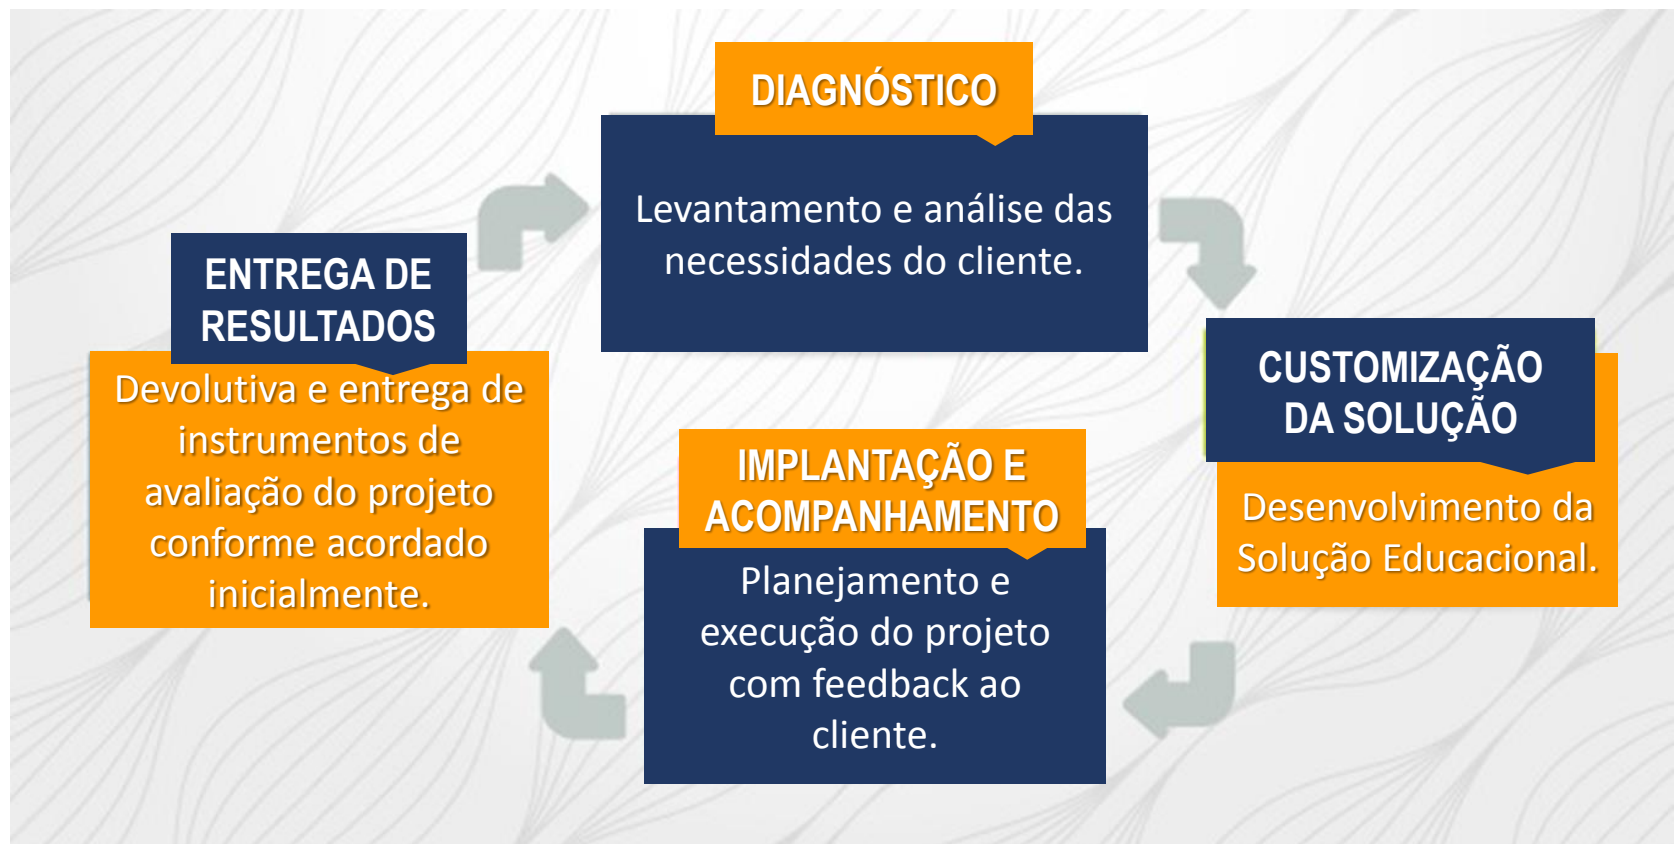 DIAGNÓSTICO
Levantamento e análise das
necessidades do cliente.
CUSTOMIZAÇÃO
DA SOLUÇÃO
Desenvolvimento da
Solução Educacional.
IMPLANTAÇÃO E
ACOMPANHAMENTO
Planejamento e
execução do projeto
com feedback ao
cliente.
ENTREGA DE
RESULTADOS
Devolutiva e entrega de
instrumentos de
avaliação do projeto
conforme acordado
inicialmente.